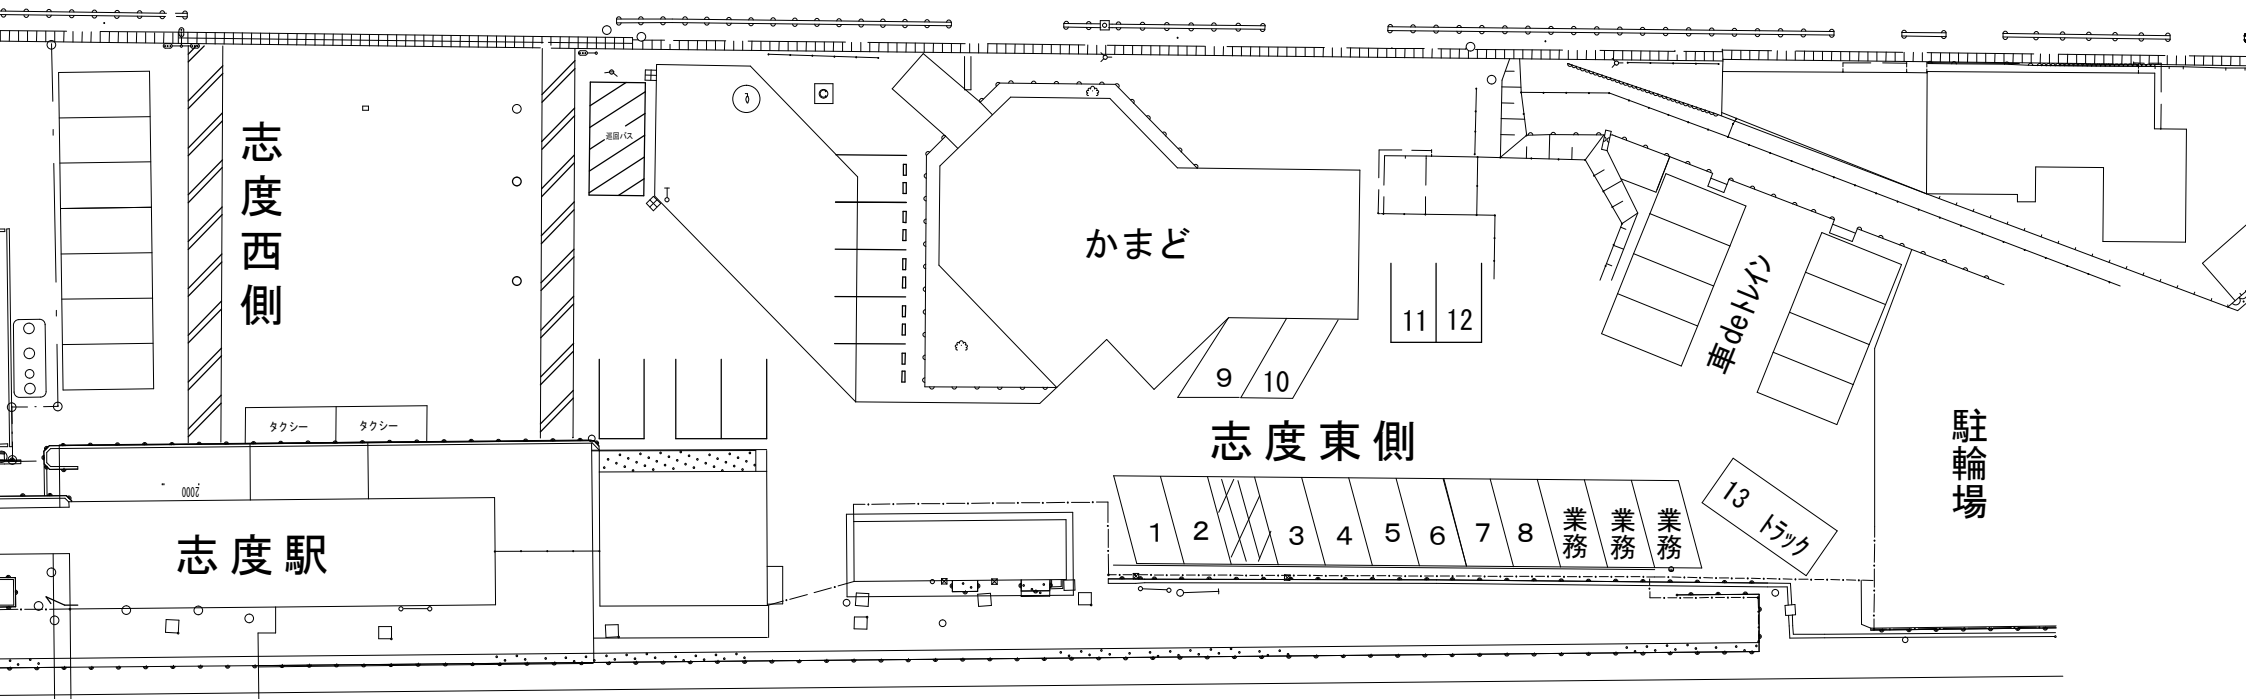 志度西側
巡回バス
かまど
11
12
9
10
車deトレイン
タクシー
タクシー
志度東側
駐輪場
2000
志度駅
1
2
3
4
5
6
7
8
業務
業務
業務
13 トラック